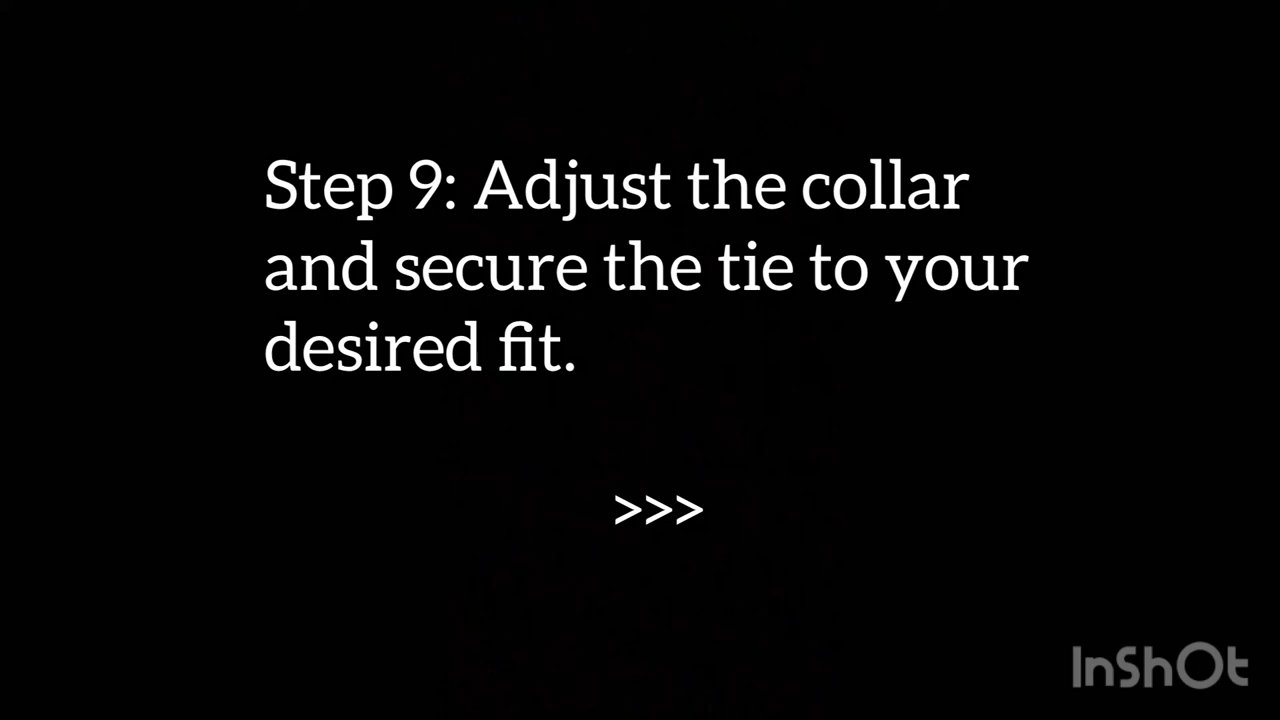 Step 9: Adjust the collar
and secure the tie to your
desired fit.
>>>
InShOt